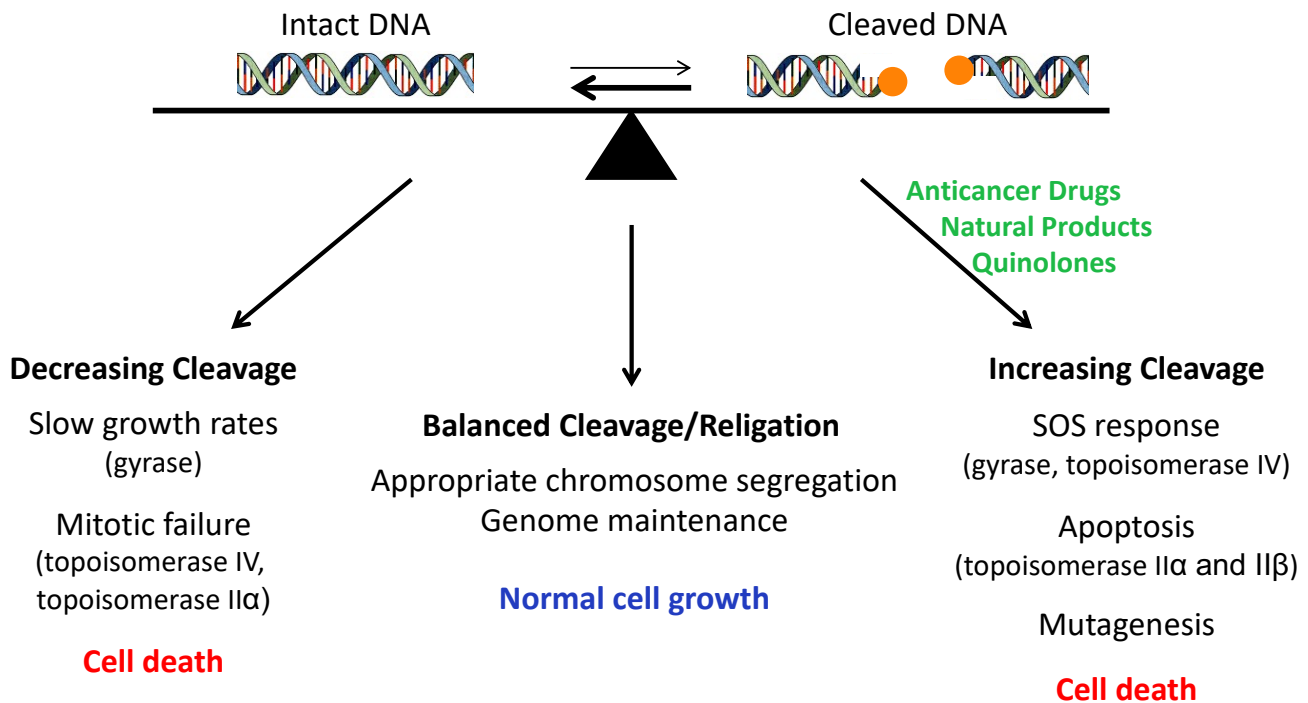 Intact DNA
Cleaved DNA
Anticancer Drugs
Natural Products
Quinolones
Decreasing Cleavage
Slow growth rates
(gyrase)
Mitotic failure
(topoisomerase IV,
topoisomerase IIα)
Cell death
Balanced Cleavage/Religation
Appropriate chromosome segregation
Genome maintenance
Normal cell growth
Increasing Cleavage
SOS response
(gyrase, topoisomerase IV)
Apoptosis
(topoisomerase IIα and IIβ)
Mutagenesis
Cell death